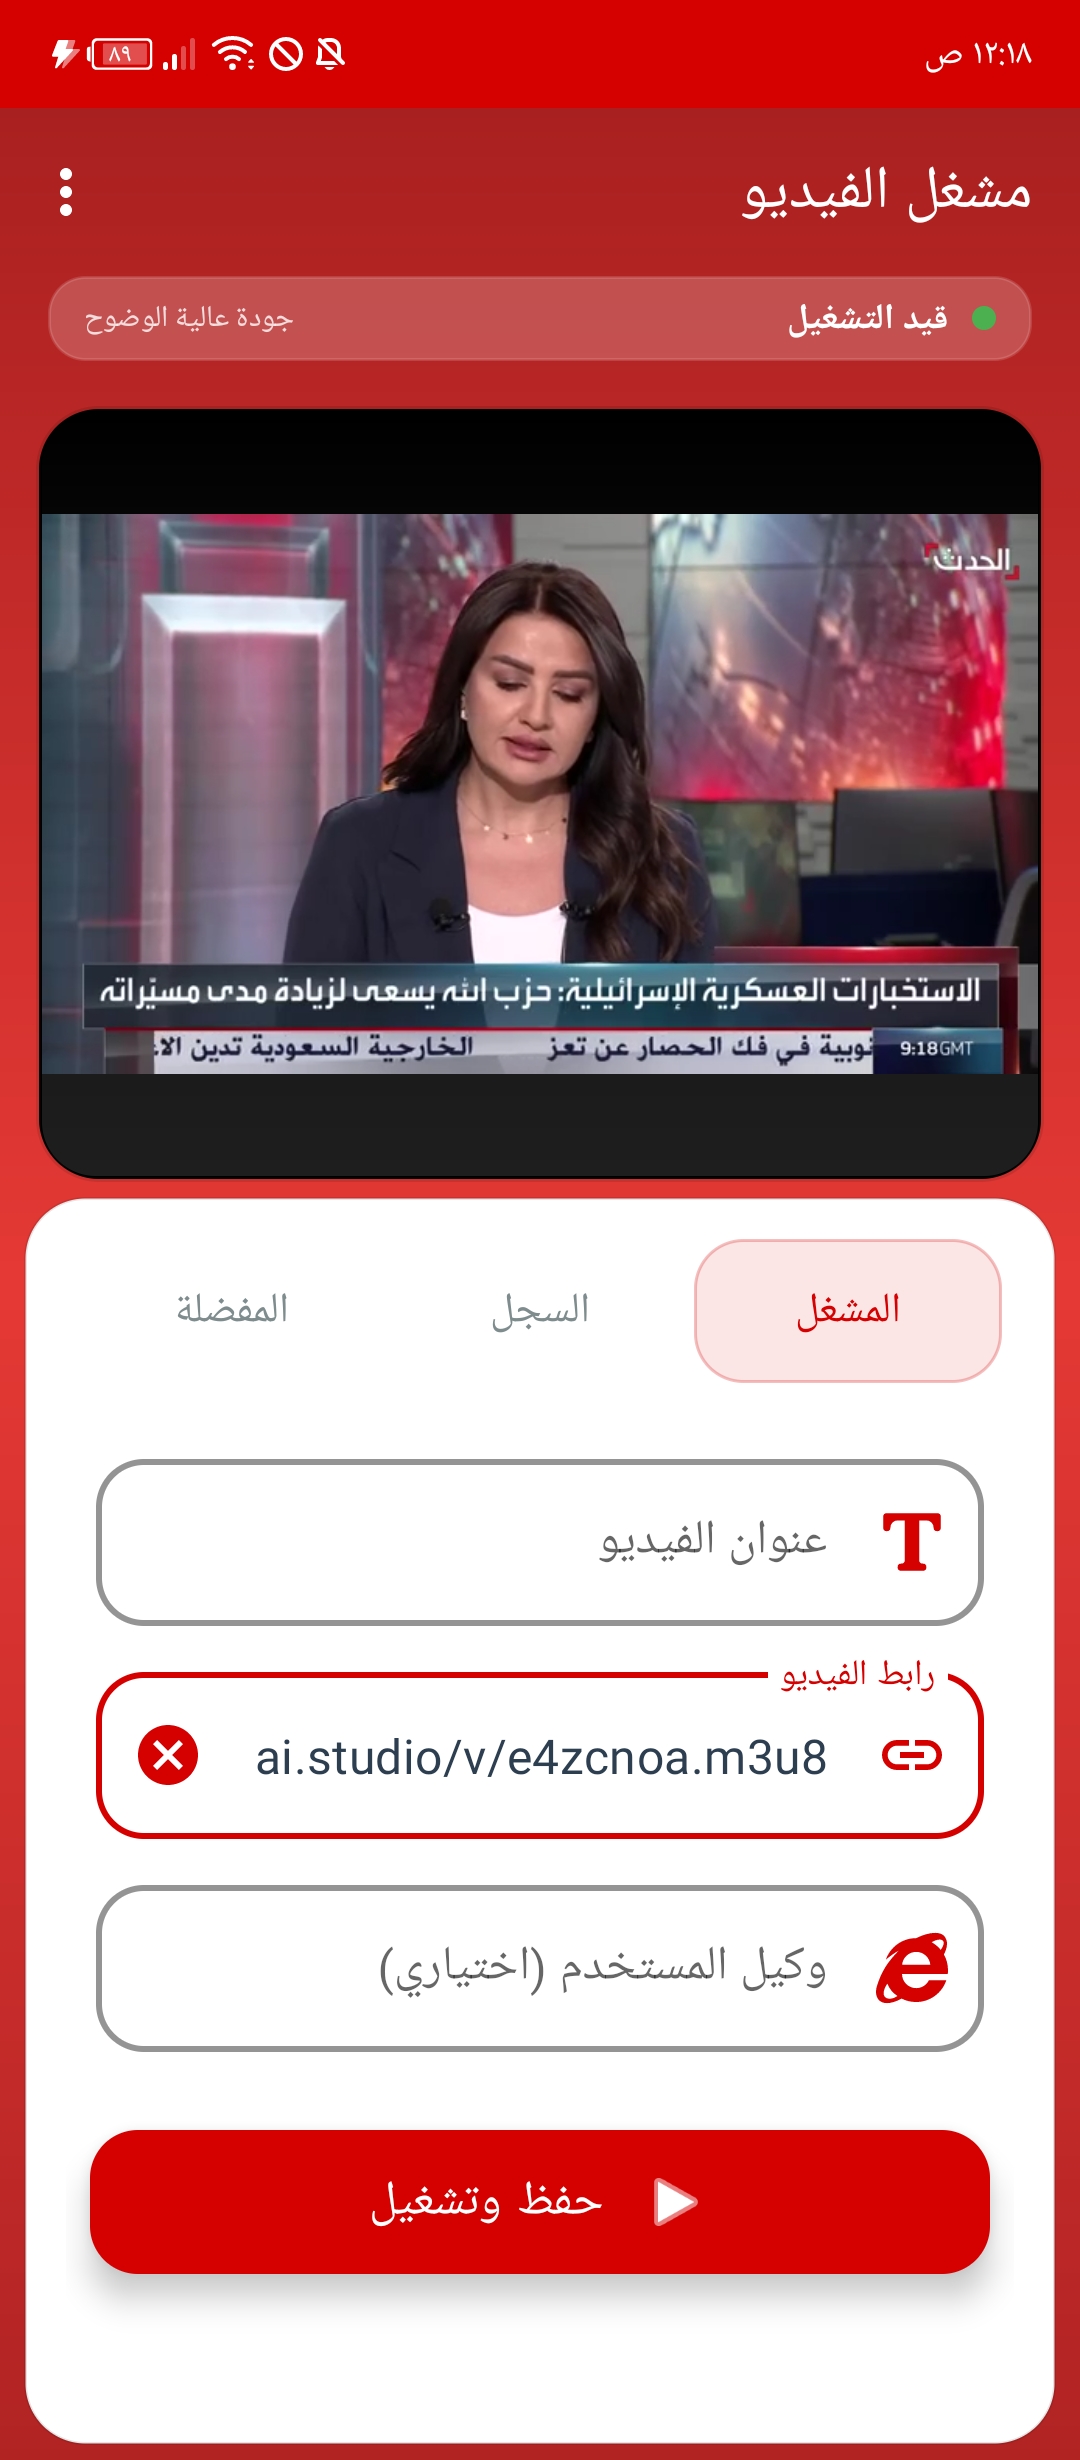 ١٢:١٨ ص
٨٩
مشغل الفيديو
قيد التشغيل
جودة عالية الوضوح
الحدث
الاستخبارات العسكرية الإسرائيلية: حزب الله يسعى لزيادة مدى مسيّراته
9:18GMT
نوبية في فك الحصار عن تعز الخارجية السعودية تدين
المشغل السجل المفضلة
عنوان الفيديو
رابط الفيديو
ai.studio/v/e4zcnoa.m3u8
وكيل المستخدم (اختياري)
حفظ وتشغيل